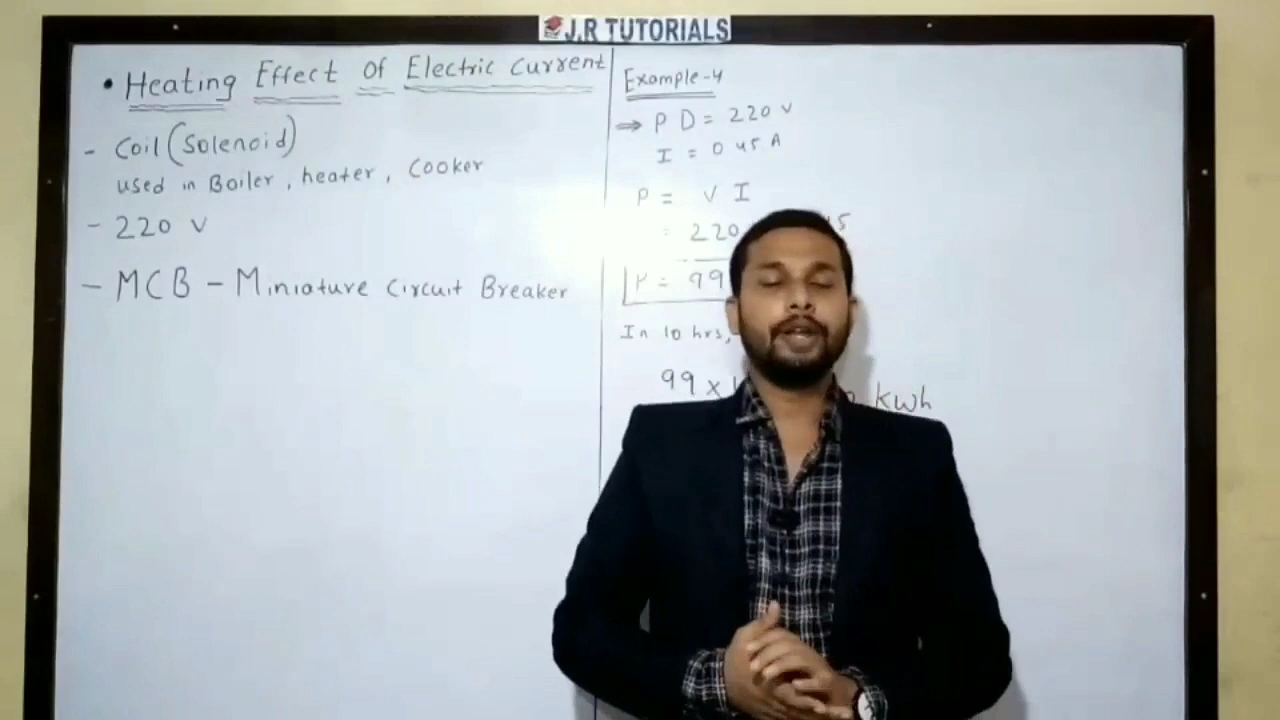 J.R TUTORIALS
• Heating Effect Of Electric Current
- Coil (Solenoid)
used in Boiler, heater, Cooker
- 220 V
- MCB - Miniature Circuit Breaker
Example-4
⇒ P D = 220 V
I = 0 45 A
P = V I
= 220
P = 99
In 10 hrs,
99 x
kwh